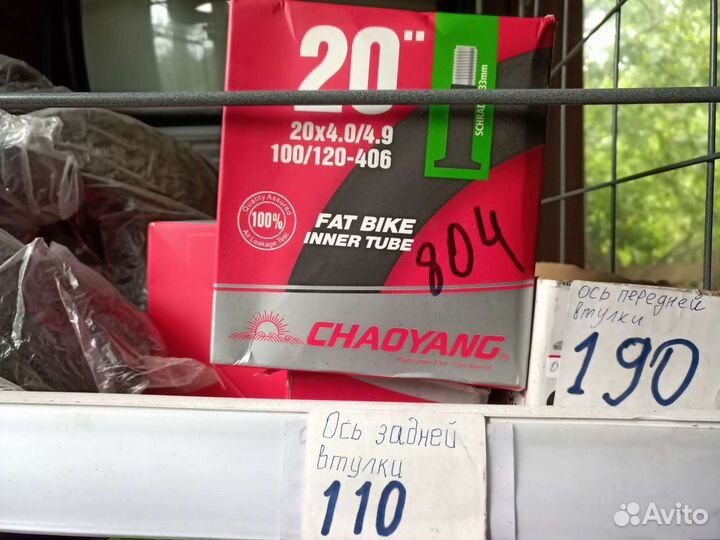 20"
SCHRADER 33mm
20x4.0/4.9
100/120-406
Quality Assured
100%
Air Leakage Test
FAT BIKE
INNER TUBE
804
CHAOYANG
ось передней
втулки
190
Ось задней
втулки
110
Avito